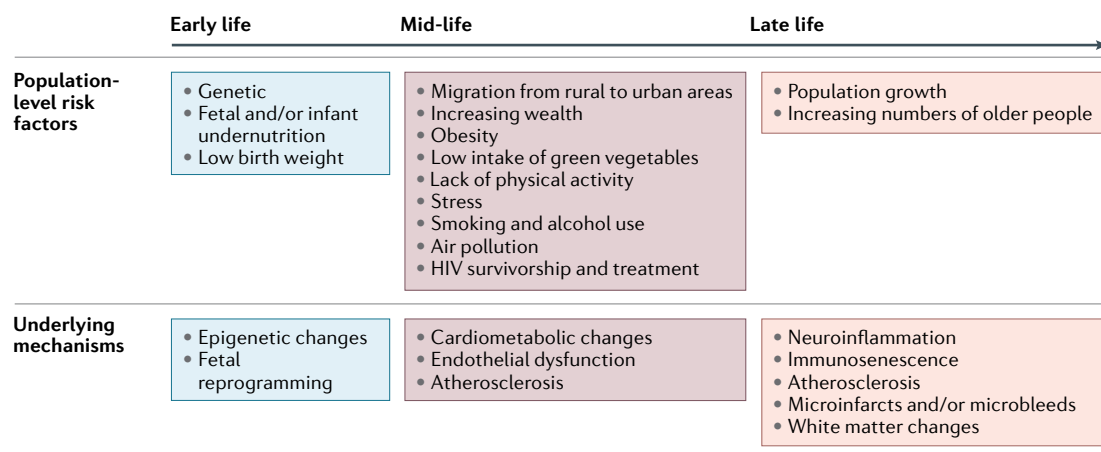 Early life
Mid-life
Late life
Population-
level risk
factors
• Genetic
• Fetal and/or infant
undernutrition
• Low birth weight
• Migration from rural to urban areas
• Increasing wealth
• Obesity
• Low intake of green vegetables
• Lack of physical activity
• Stress
• Smoking and alcohol use
• Air pollution
• HIV survivorship and treatment
• Population growth
• Increasing numbers of older people
Underlying
mechanisms
• Epigenetic changes
• Fetal
reprogramming
• Cardiometabolic changes
• Endothelial dysfunction
• Atherosclerosis
• Neuroinflammation
• Immunosenescence
• Atherosclerosis
• Microinfarcts and/or microbleeds
• White matter changes